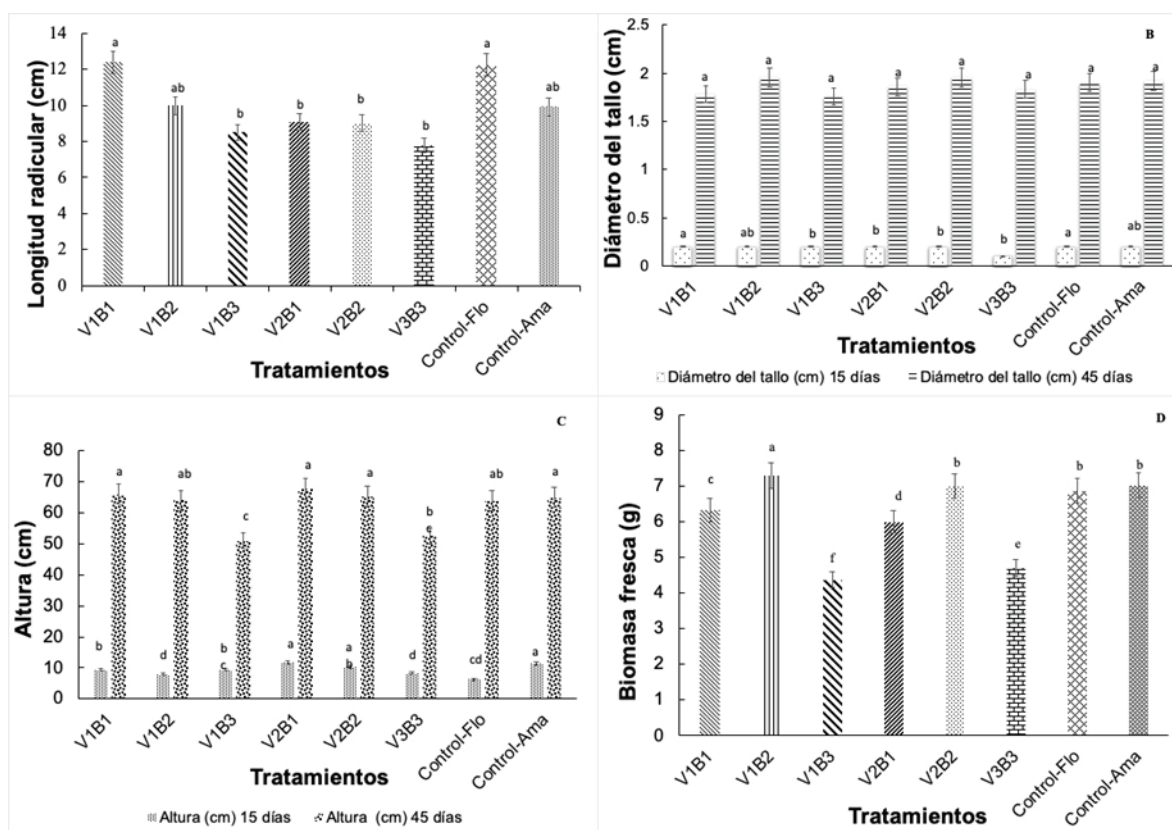 Longitud radicular (cm)
14
12
10
8
6
4
2
0
a
ab
b
b
b
b
a
ab
V1B1
V1B2
V1B3
V2B1
V2B2
V3B3
Control-Flo
Control-Ama
Tratamientos
B
Diámetro del tallo (cm)
2.5
2
1.5
1
0.5
0
a
a
a
a
a
a
a
a
a
ab
b
b
b
b
a
ab
V1B1
V1B2
V1B3
V2B1
V2B2
V3B3
Control-Flo
Control-Ama
Tratamientos
Diámetro del tallo (cm) 15 días
Diámetro del tallo (cm) 45 días
C
Altura (cm)
80
70
60
50
40
30
20
10
0
a
ab
c
a
a
b
e
ab
a
b
d
b
c
a
a
b
d
cd
a
V1B1
V1B2
V1B3
V2B1
V2B2
V3B3
Control-Flo
Control-Ama
Tratamientos
Altura (cm) 15 días
Altura (cm) 45 días
D
Biomasa fresca (g)
9
8
7
6
5
4
3
2
1
0
c
a
f
d
b
e
b
b
V1B1
V1B2
V1B3
V2B1
V2B2
V3B3
Control-Flo
Control-Ama
Tratamientos